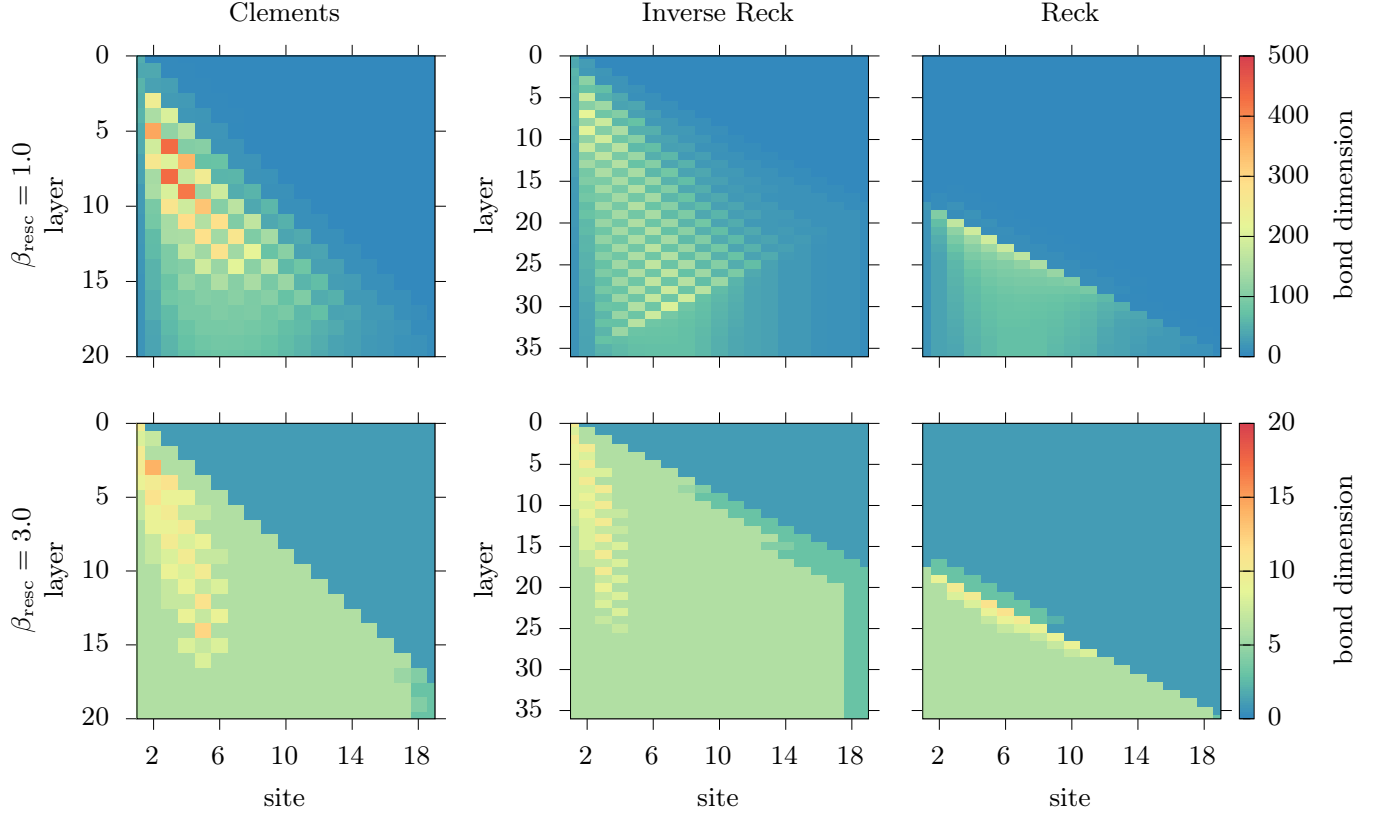 Clements Inverse Reck Reck
β_resc = 1.0
layer
0
5
10
15
20
layer
0
5
10
15
20
25
30
35
500
400
300
200
100
0
bond dimension
β_resc = 3.0
layer
0
5
10
15
20
layer
0
5
10
15
20
25
30
35
20
15
10
5
0
bond dimension
2 6 10 14 18
2 6 10 14 18
2 6 10 14 18
site site site